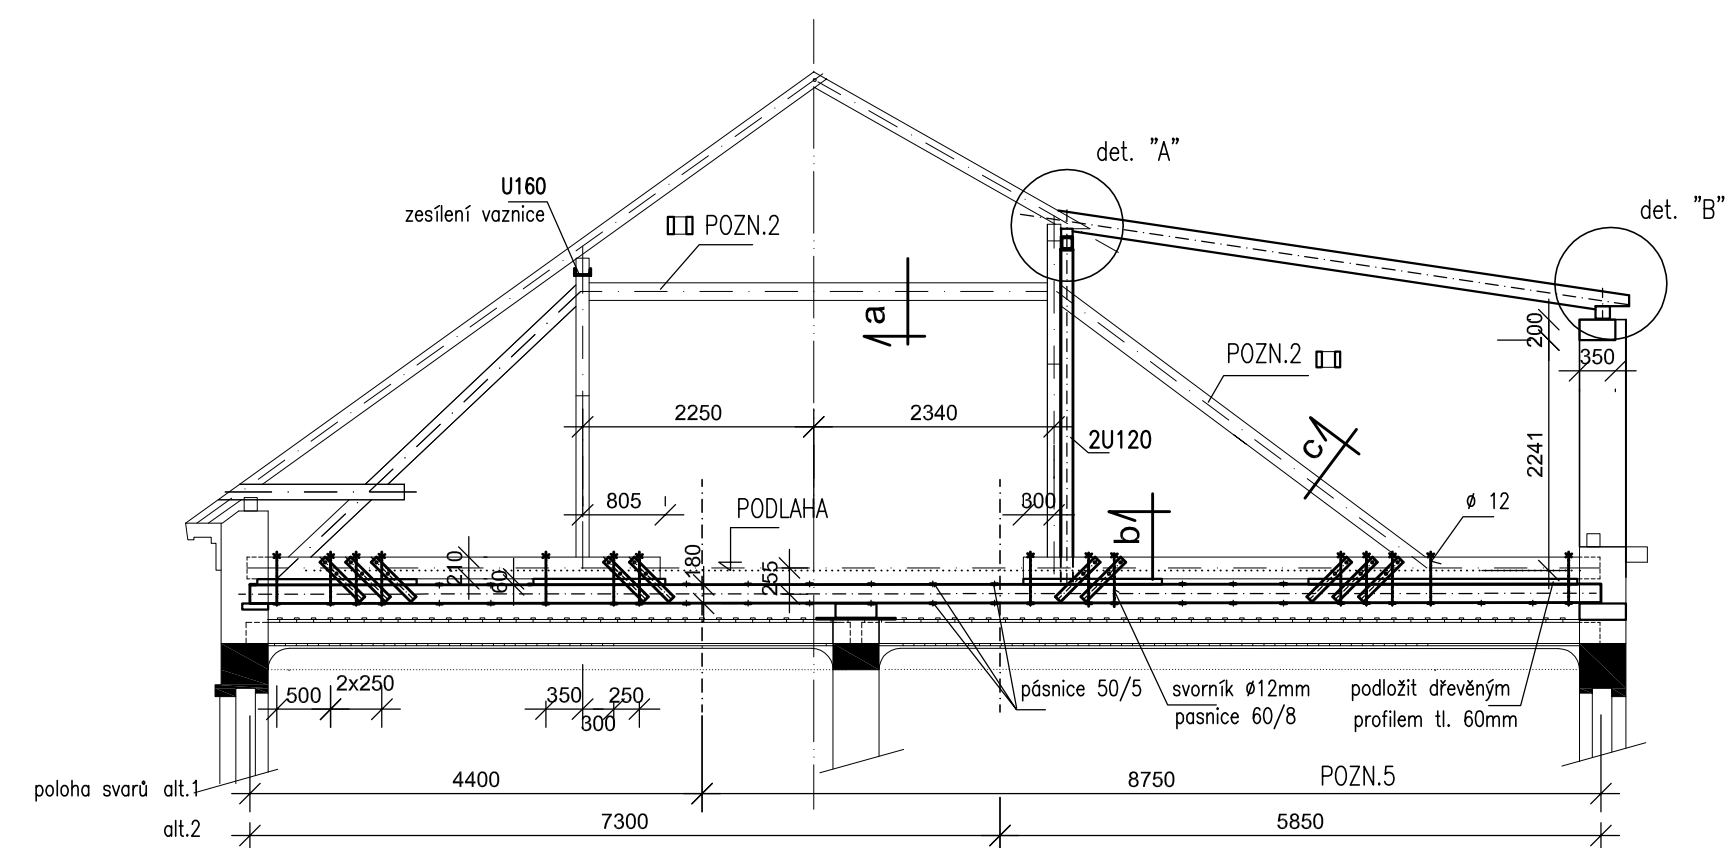 det. "A"
det. "B"
U160
zesílení vaznice
POZN.2
a
200
350
POZN.2
2250
2340
2U120
c
2241
805
PODLAHA
300
b
ø 12
210
60
180
255
500
2x250
350
250
300
pásnice 50/5
svorník ø12mm
pasnice 60/8
podložit dřevěným
profilem tl. 60mm
poloha svarů alt.1
4400
8750
POZN.5
alt.2
7300
5850